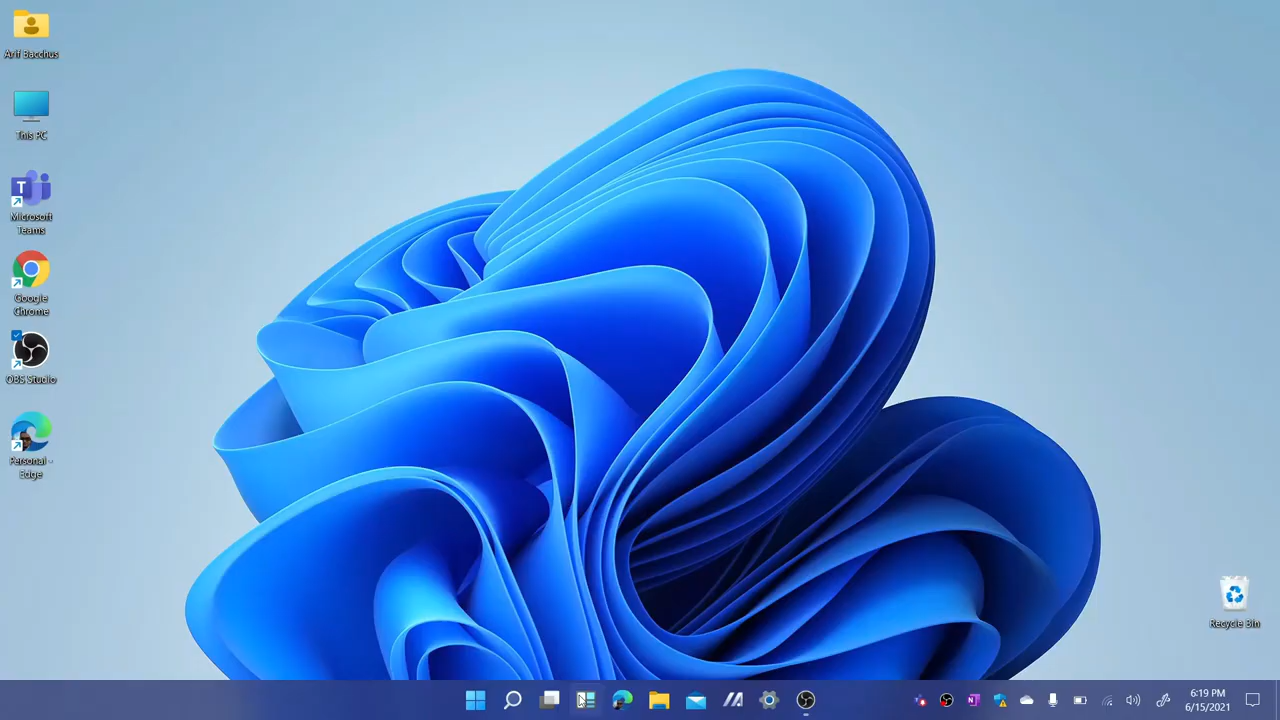 Arif Bacchus
This PC
Microsoft
Teams
Google
Chrome
OBS Studio
Personal -
Edge
Recycle Bin
6:19 PM
6/15/2021